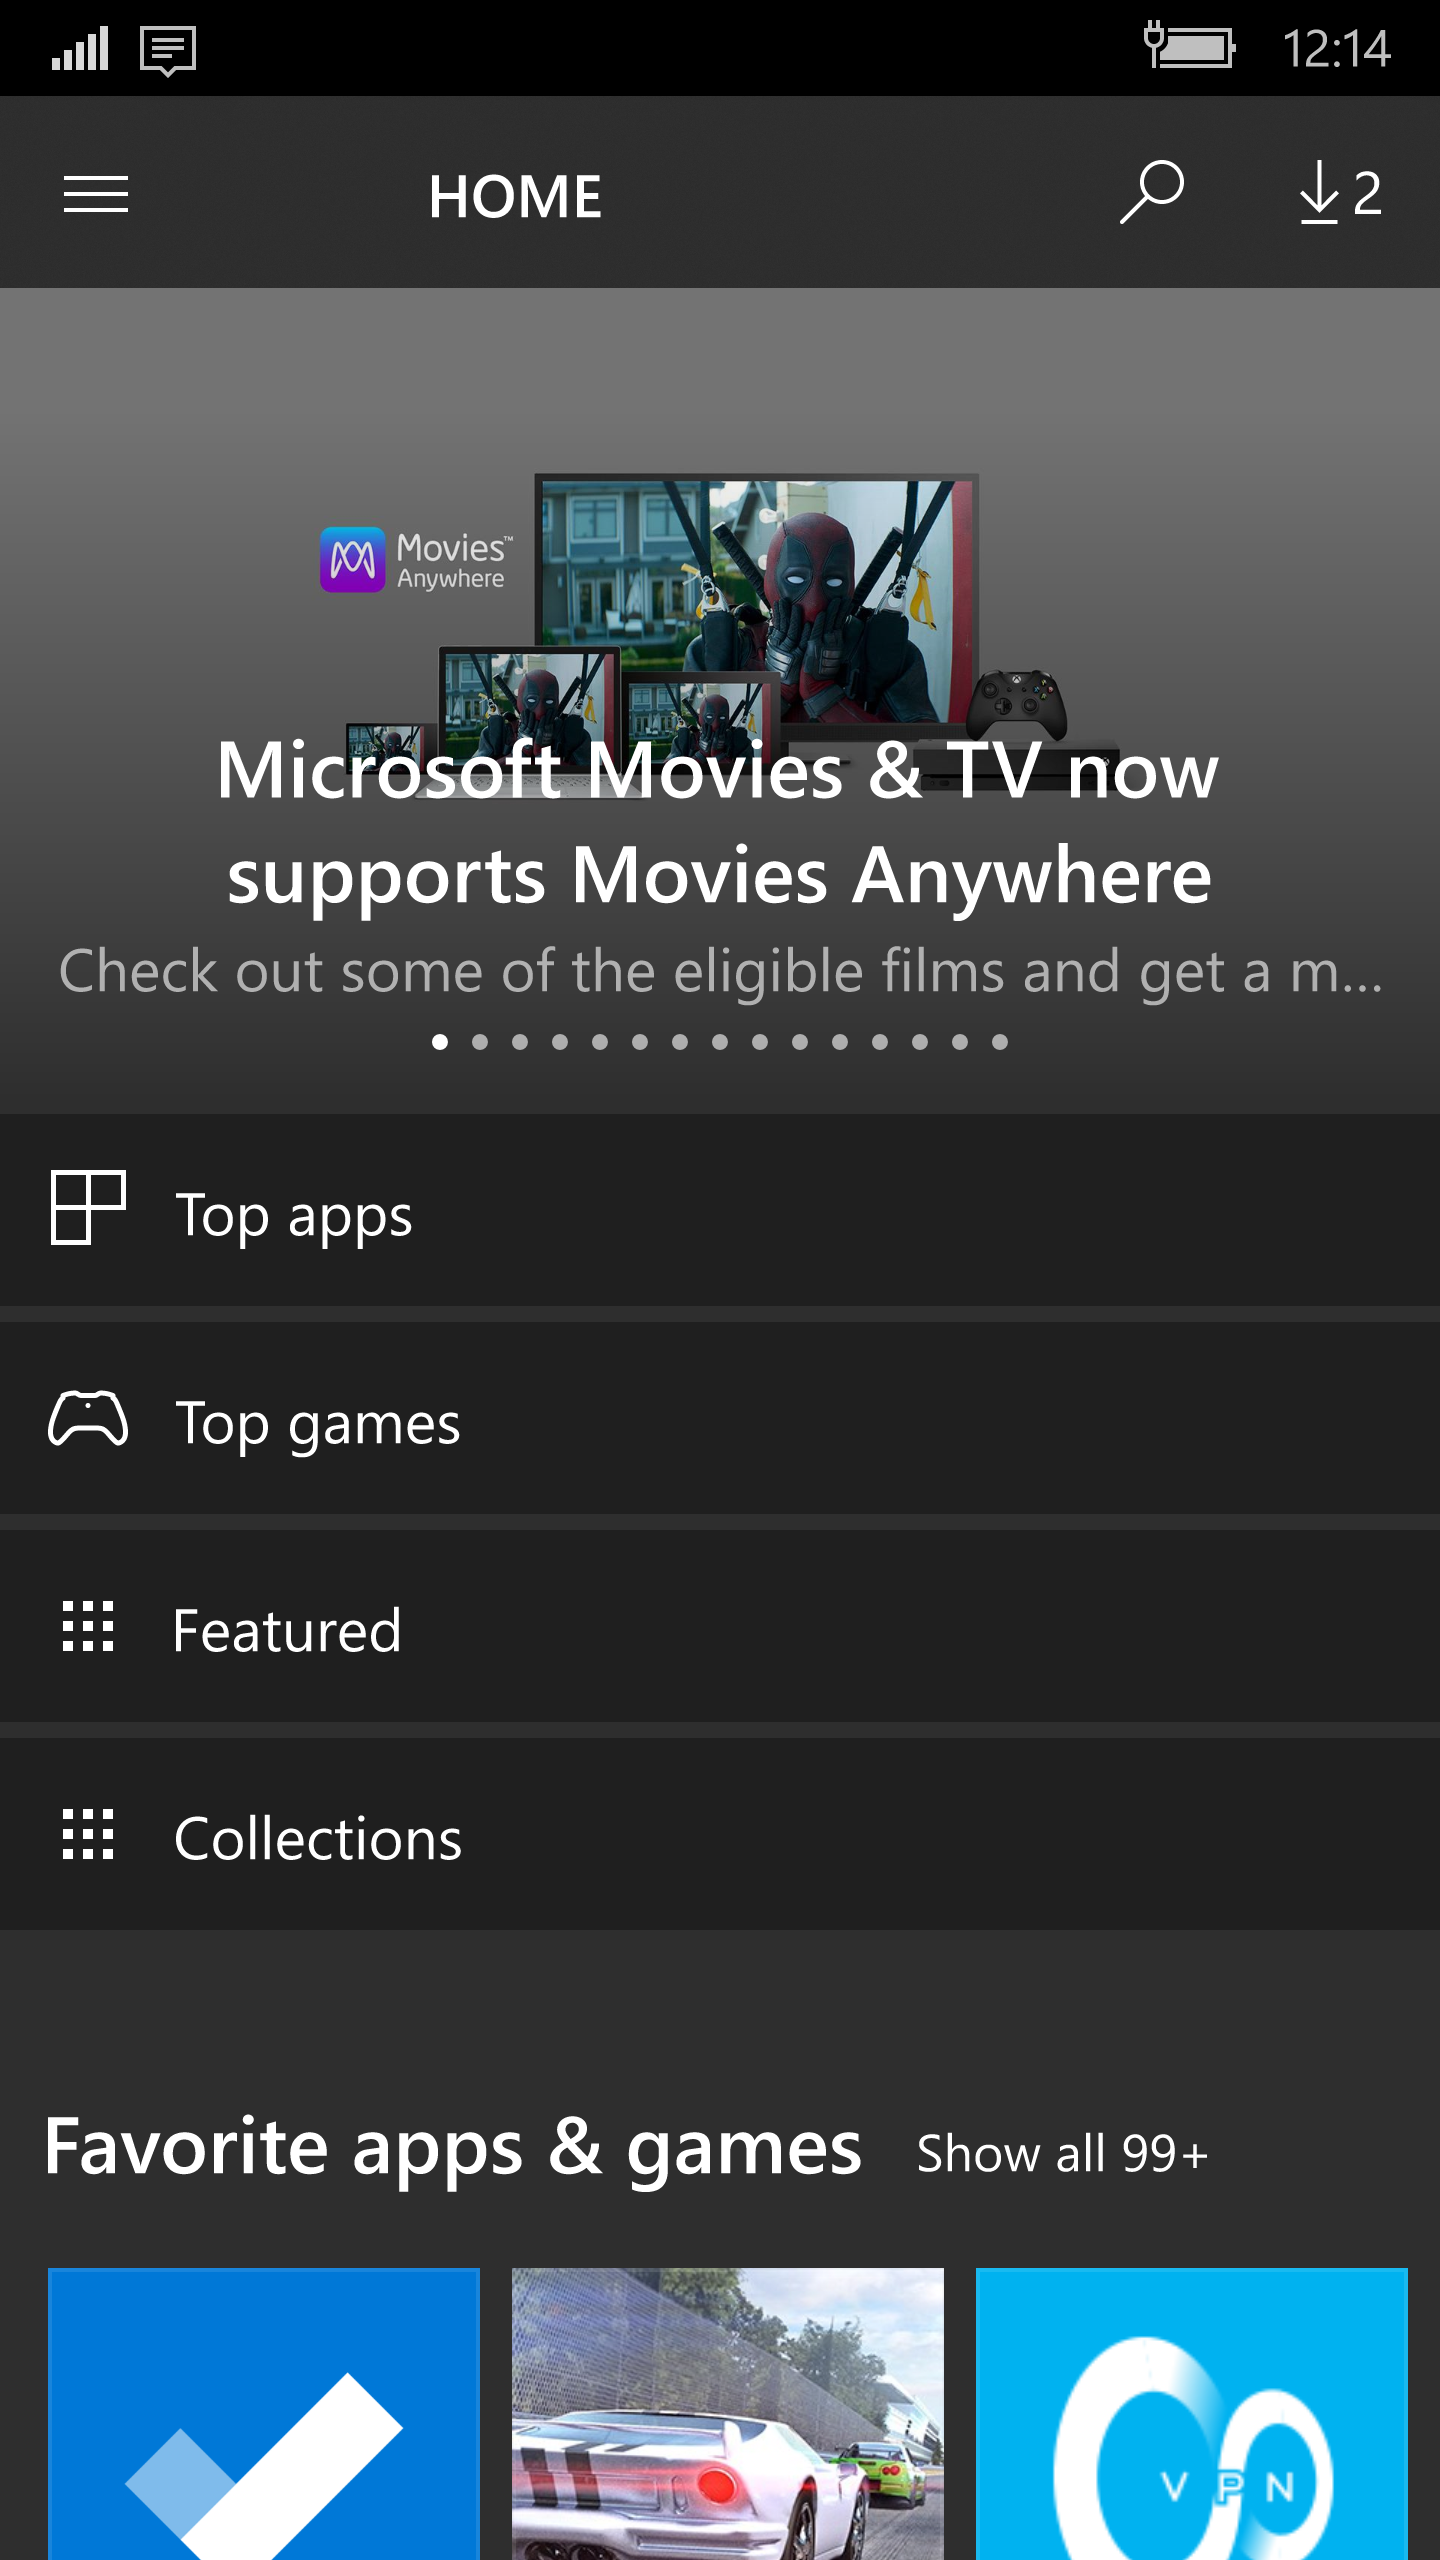 12:14
HOME
2
Movies™
Anywhere
Microsoft Movies & TV now
supports Movies Anywhere
Check out some of the eligible films and get a m...
Top apps
Top games
Featured
Collections
Favorite apps & games Show all 99+
VPN